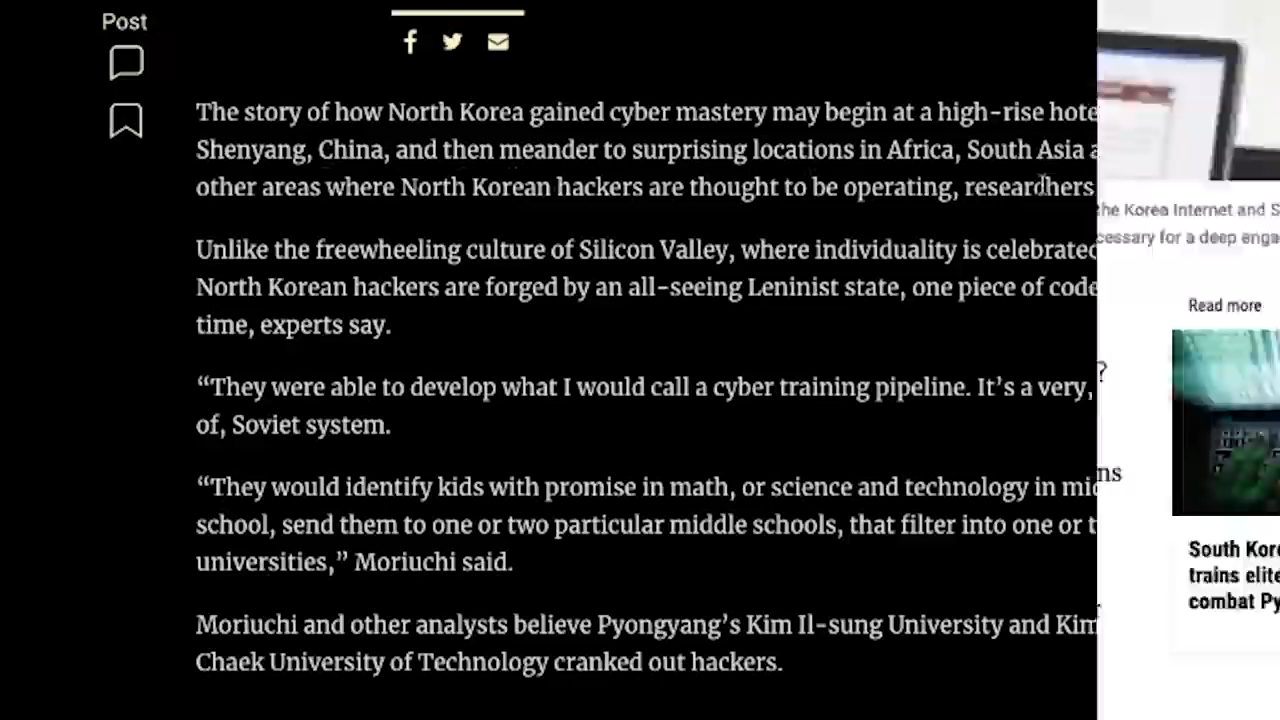 Post
The story of how North Korea gained cyber mastery may begin at a high-rise hote
Shenyang, China, and then meander to surprising locations in Africa, South Asia a
other areas where North Korean hackers are thought to be operating, researchers
Unlike the freewheeling culture of Silicon Valley, where individuality is celebrated
North Korean hackers are forged by an all-seeing Leninist state, one piece of code
time, experts say.
“They were able to develop what I would call a cyber training pipeline. It’s a very,
of, Soviet system.
“They would identify kids with promise in math, or science and technology in mid
school, send them to one or two particular middle schools, that filter into one or t
universities,” Moriuchi said.
Moriuchi and other analysts believe Pyongyang’s Kim Il-sung University and Kim
Chaek University of Technology cranked out hackers.
the Korea Internet and S
cessary for a deep enga
Read more
?
ns
South Kore
trains elite
combat Py